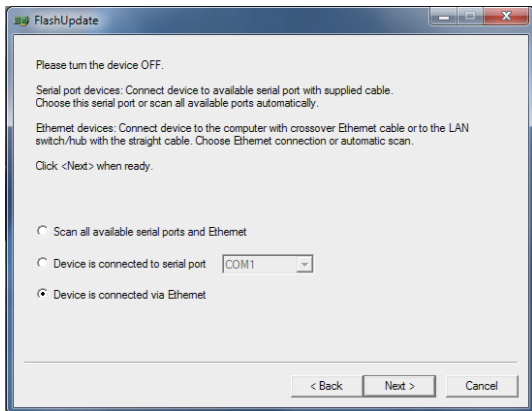 FlashUpdate
Please turn the device OFF.
Serial port devices: Connect device to available serial port with supplied cable.
Choose this serial port or scan all available ports automatically.
Ethernet devices: Connect device to the computer with crossover Ethernet cable or to the LAN
switch/hub with the straight cable. Choose Ethernet connection or automatic scan.
Click <Next> when ready.
Scan all available serial ports and Ethernet
Device is connected to serial port COM1
Device is connected via Ethernet
< Back Next > Cancel